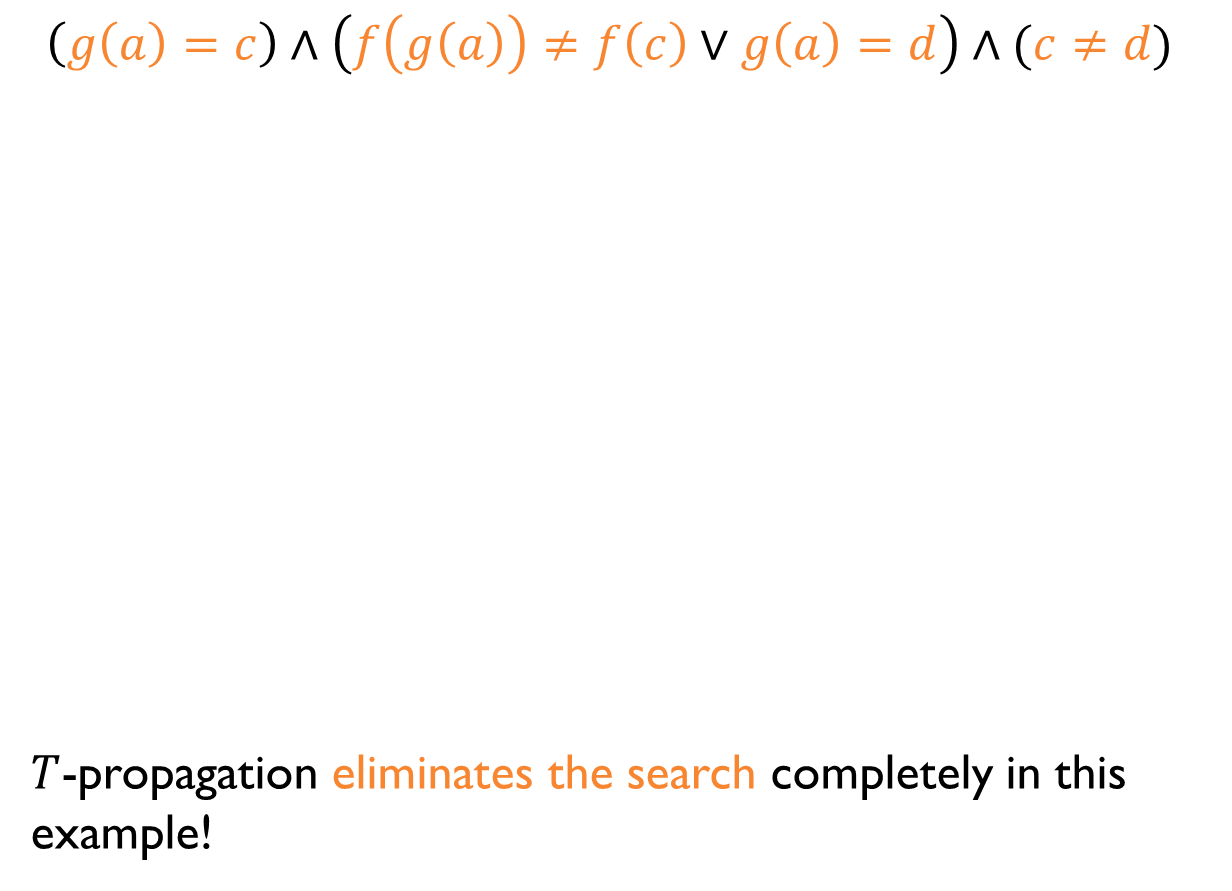 (g(a) = c) ∧ (f(g(a)) ≠ f(c) ∨ g(a) = d) ∧ (c ≠ d)
T-propagation eliminates the search completely in this
example!